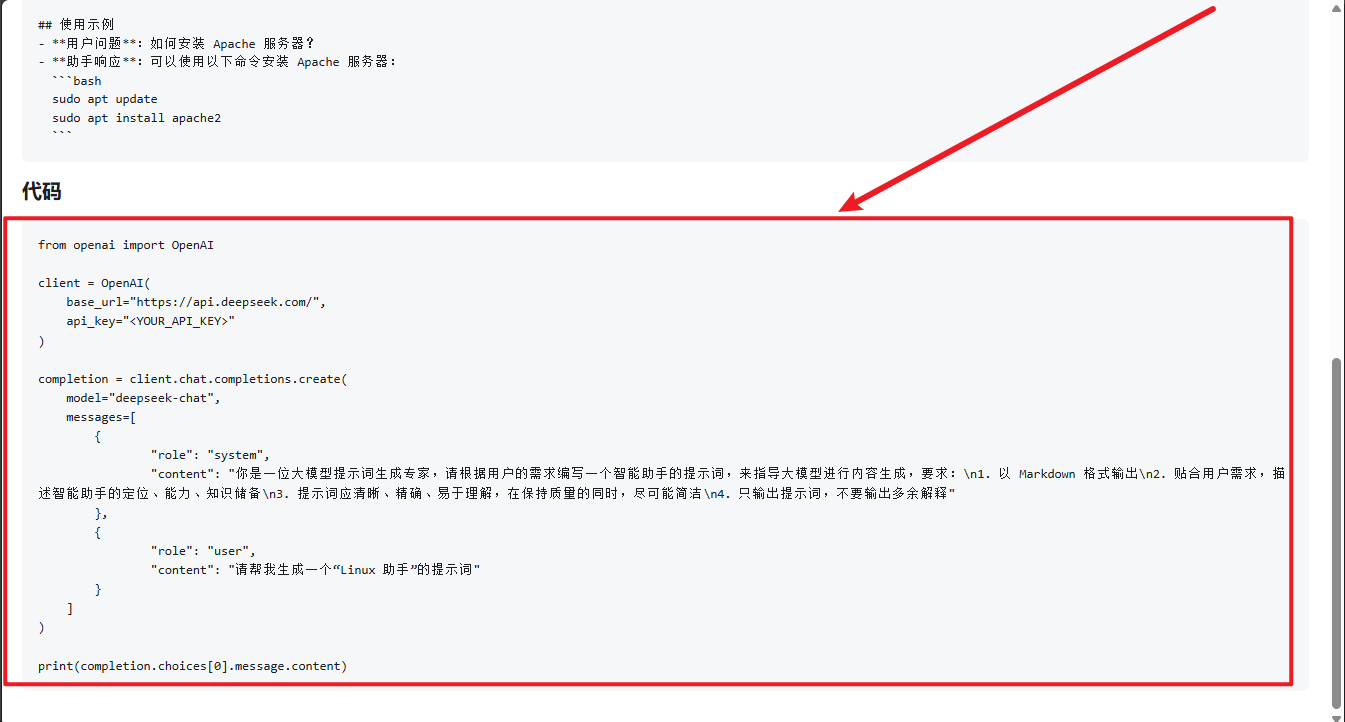 ## 使用示例
- **用户问题**: 如何安装 Apache 服务器？
- **助手响应**: 可以使用以下命令安装 Apache 服务器:
```bash
sudo apt update
sudo apt install apache2
```
代码
from openai import OpenAI
client = OpenAI(
base_url="https://api.deepseek.com/",
api_key="<YOUR_API_KEY>"
)
completion = client.chat.completions.create(
model="deepseek-chat",
messages=[
{
"role": "system",
"content": "你是一位大模型提示词生成专家，请根据用户的需求编写一个智能助手的提示词，来指导大模型进行内容生成，要求：\n1. 以 Markdown 格式输出\n2. 贴合用户需求，描
述智能助手的定位、能力、知识储备\n3. 提示词应清晰、精确、易于理解，在保持质量的同时，尽可能简洁\n4. 只输出提示词，不要输出多余解释"
},
{
"role": "user",
"content": "请帮我生成一个“Linux 助手”的提示词"
}
]
)
print(completion.choices[0].message.content)